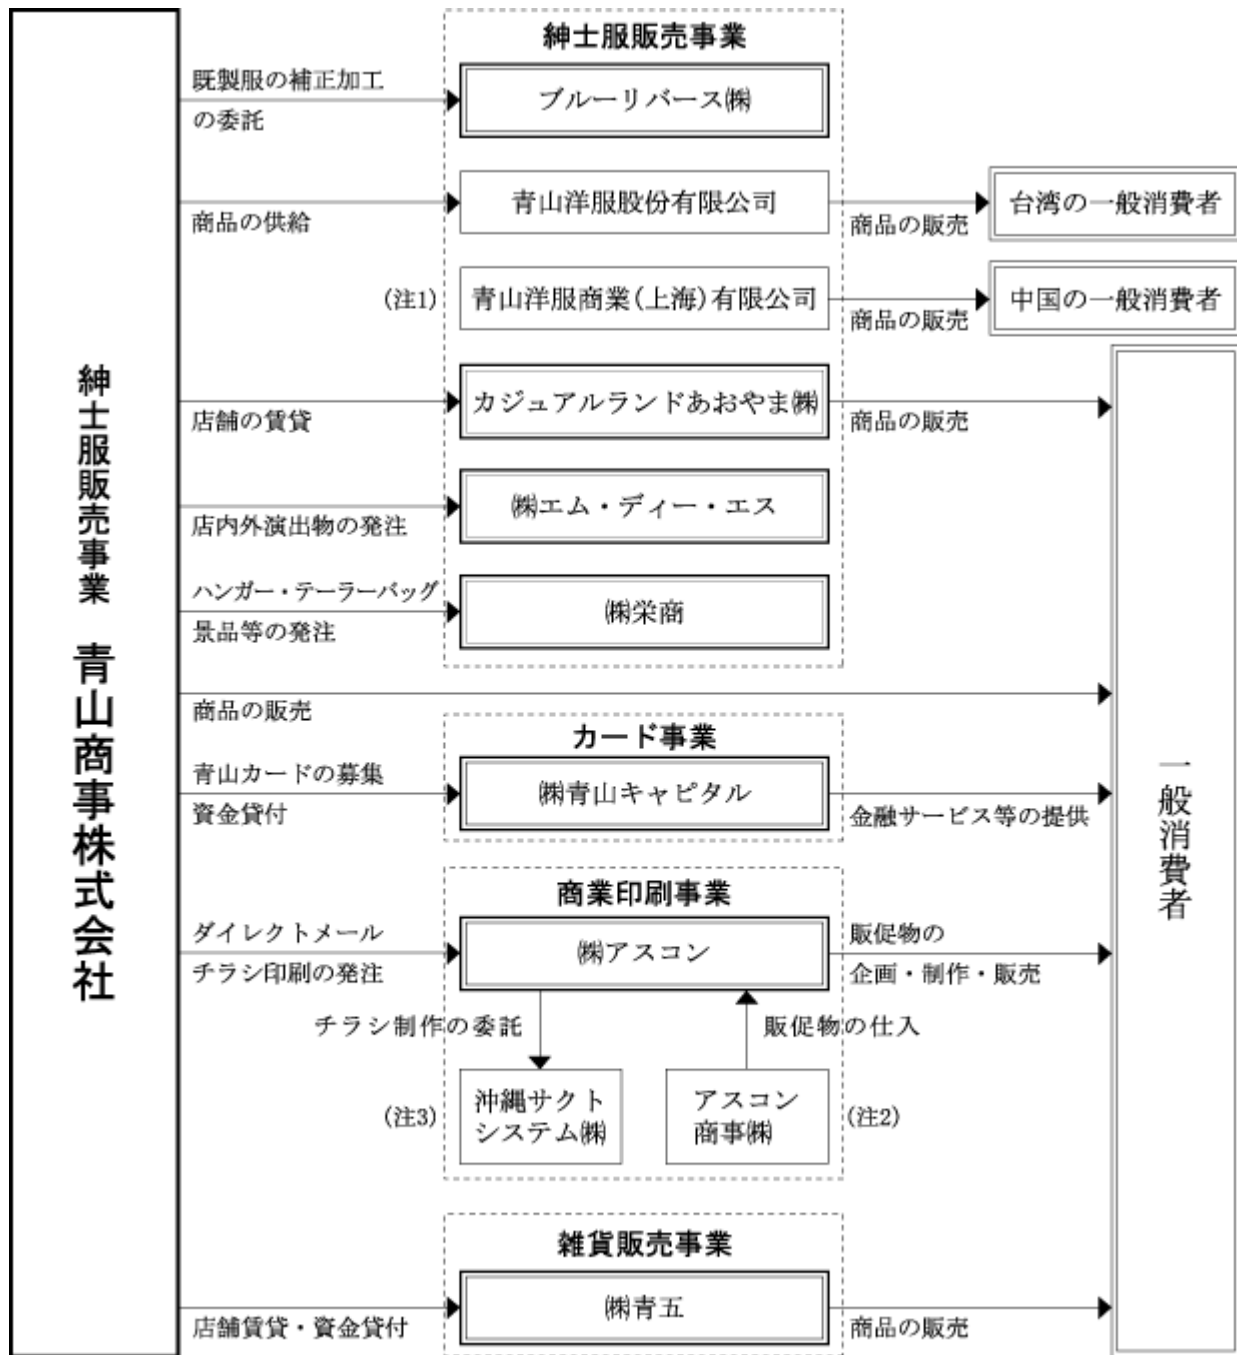 紳士服販売事業　青山商事株式会社
紳士服販売事業
既製服の補正加工
の委託
ブルーリバース㈱
商品の供給
青山洋服股份有限公司
商品の販売
台湾の一般消費者
(注1)
青山洋服商業(上海)有限公司
商品の販売
中国の一般消費者
店舗の賃貸
カジュアルランドあおやま㈱
商品の販売
店内外演出物の発注
㈱エム・ディー・エス
ハンガー・テーラーバッグ
景品等の発注
㈱栄商
商品の販売
一般消費者
カード事業
青山カードの募集
資金貸付
㈱青山キャピタル
金融サービス等の提供
商業印刷事業
ダイレクトメール
チラシ印刷の発注
㈱アスコン
販促物の
企画・制作・販売
チラシ制作の委託
販促物の仕入
(注3)
沖縄サクト
システム㈱
アスコン
商事㈱
(注2)
雑貨販売事業
店舗賃貸・資金貸付
㈱青五
商品の販売